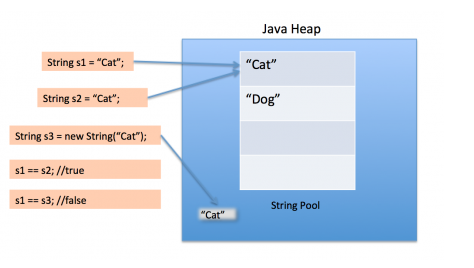 Java Heap
String s1 = “Cat”;
“Cat”
String s2 = “Cat”;
“Dog”
String s3 = new String(“Cat”);
s1 == s2; //true
s1 == s3; //false
“Cat”
String Pool